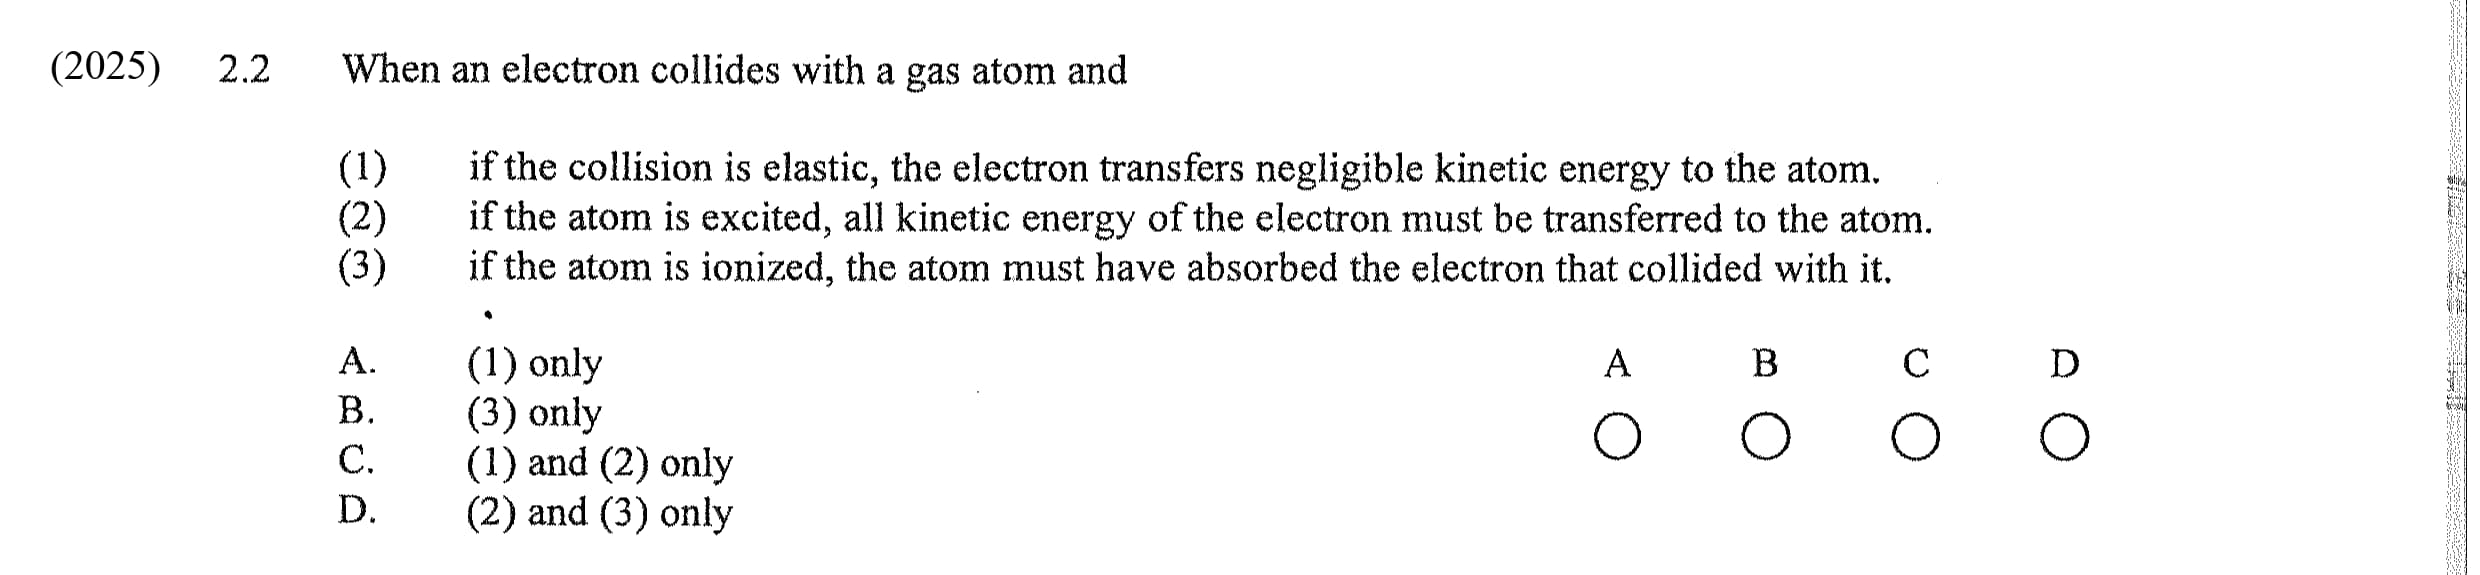 (2025) 2.2 When an electron collides with a gas atom and
(1) if the collision is elastic, the electron transfers negligible kinetic energy to the atom.
(2) if the atom is excited, all kinetic energy of the electron must be transferred to the atom.
(3) if the atom is ionized, the atom must have absorbed the electron that collided with it.
A. (1) only
B. (3) only
C. (1) and (2) only
D. (2) and (3) only
A B C D